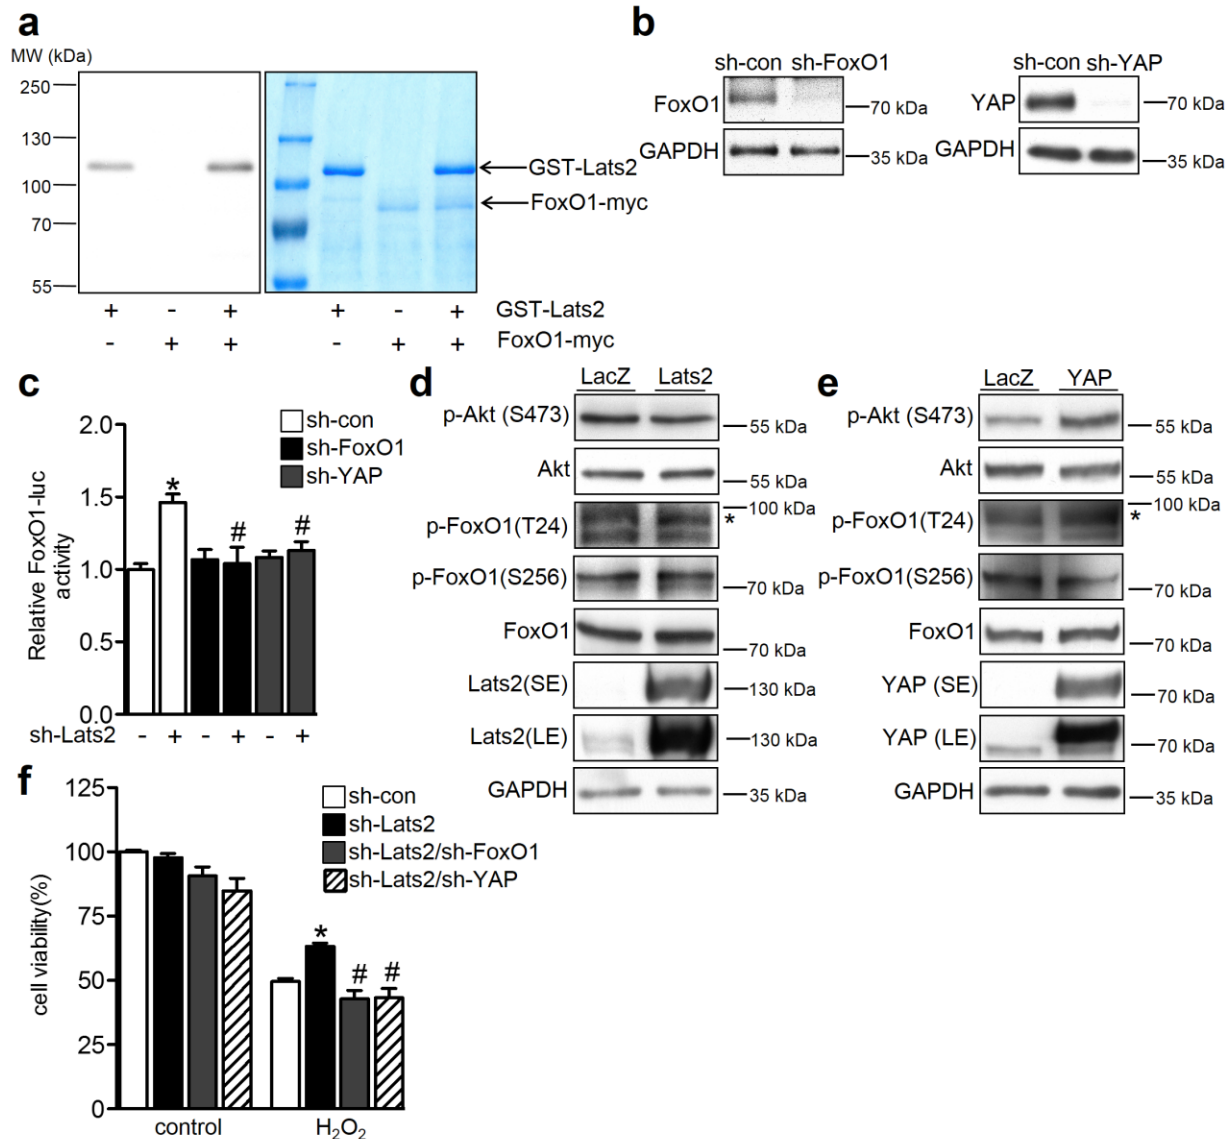 a
MW (kDa)
250
130
100
70
55
GST-Lats2
FoxO1-myc
+ - + + - + GST-Lats2
- + + - + + FoxO1-myc
b
sh-con sh-FoxO1
FoxO1
70 kDa
GAPDH
35 kDa
sh-con sh-YAP
YAP
70 kDa
GAPDH
35 kDa
c
sh-con
sh-FoxO1
sh-YAP
Relative FoxO1-luc
activity
2.0
1.5
1.0
0.5
0.0
*
#
#
sh-Lats2 - + - + - +
d
LacZ Lats2
p-Akt (S473)
55 kDa
Akt
55 kDa
p-FoxO1(T24)
100 kDa
*
p-FoxO1(S256)
70 kDa
FoxO1
70 kDa
Lats2(SE)
130 kDa
Lats2(LE)
130 kDa
GAPDH
35 kDa
e
LacZ YAP
p-Akt (S473)
55 kDa
Akt
55 kDa
p-FoxO1(T24)
100 kDa
*
p-FoxO1(S256)
70 kDa
FoxO1
70 kDa
YAP (SE)
70 kDa
YAP (LE)
70 kDa
GAPDH
35 kDa
f
sh-con
sh-Lats2
sh-Lats2/sh-FoxO1
sh-Lats2/sh-YAP
cell viability(%)
125
100
75
50
25
0
*
#
#
control H₂O₂